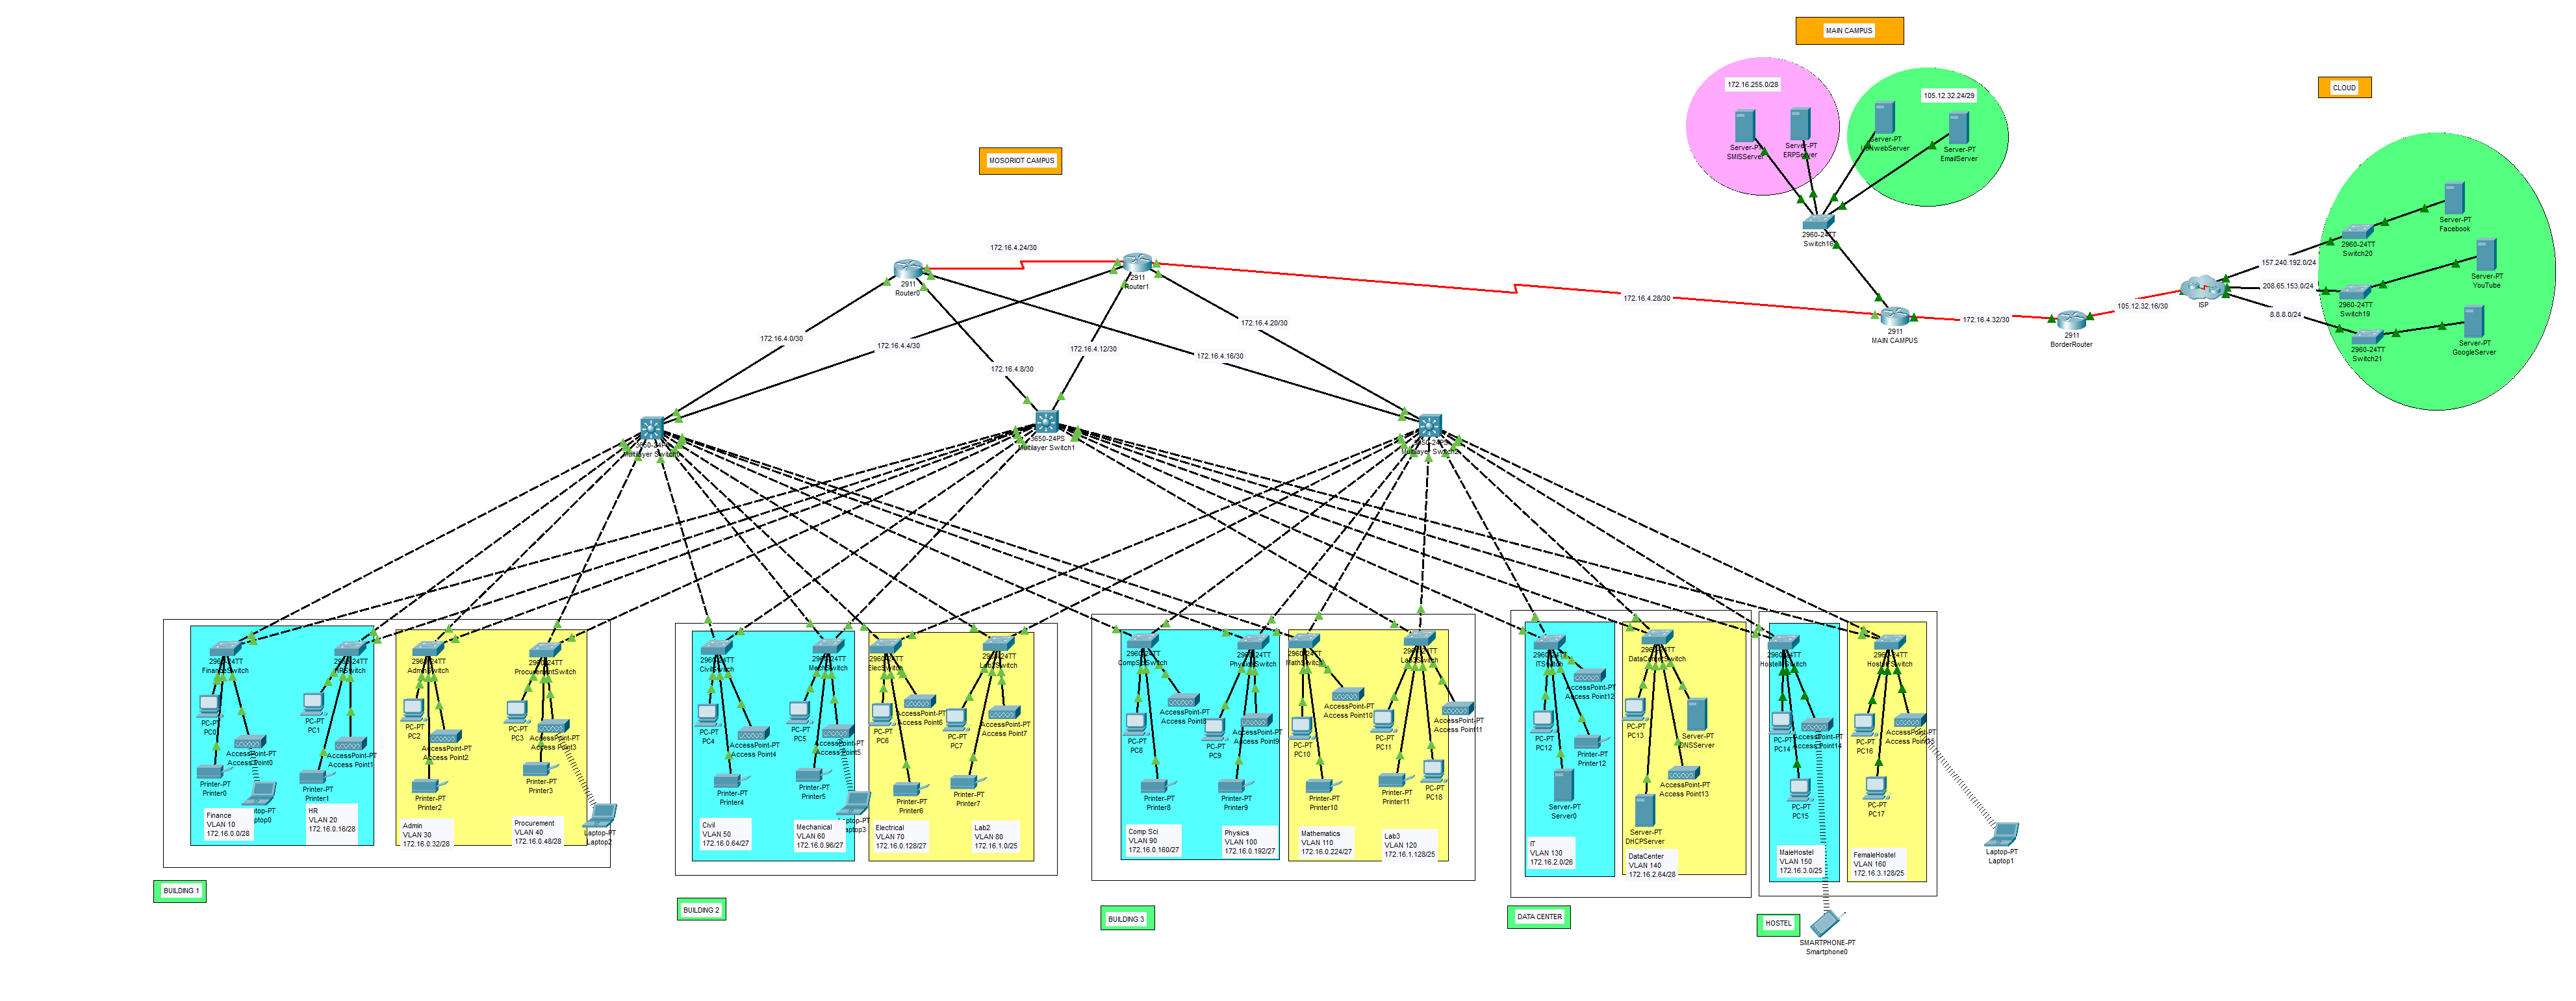 MAIN CAMPUS
CLOUD
172.16.255.0/28
105.12.32.24/29
Server-PT
SMISServer
Server-PT
ERPServer
Server-PT
Server-PT
EmailServer
MOSORIOT CAMPUS
2960-24TT
Switch16
Server-PT
Facebook
2960-24TT
Switch20
157.240.192.0/24
Server-PT
YouTube
208.65.153.0/24
2960-24TT
Switch19
ISP
8.8.8.0/24
Server-PT
GoogleServer
2960-24TT
Switch21
172.16.4.24/30
2911
Router0
2911
Router1
172.16.4.28/30
105.12.32.16/30
2911
MAIN CAMPUS
172.16.4.32/30
2911
BorderRouter
172.16.4.0/30
172.16.4.4/30
172.16.4.8/30
172.16.4.12/30
172.16.4.16/30
172.16.4.20/30
3650-24PS
Multilayer Switch1
2960-24TT
FinanceSwitch
PC-PT
PC0
AccessPoint-PT
Access Point0
Printer-PT
Printer0
Finance
VLAN 10
172.16.0.0/28
PC-PT
PC1
AccessPoint-PT
Access Point1
Printer-PT
Printer1
HR
VLAN 20
172.16.0.16/28
2960-24TT
AdminSwitch
PC-PT
PC2
AccessPoint-PT
Access Point2
Printer-PT
Printer2
Admin
VLAN 30
172.16.0.32/28
2960-24TT
ProcurementSwitch
PC-PT
PC3
AccessPoint-PT
Access Point3
Printer-PT
Printer3
Procurement
VLAN 40
172.16.0.48/28
Laptop-PT
Laptop2
BUILDING 1
2960-24TT
PC-PT
PC4
AccessPoint-PT
Access Point4
Printer-PT
Printer4
Civil
VLAN 50
172.16.0.64/27
2960-24TT
PC-PT
PC5
AccessPoint-PT
Access Point5
Printer-PT
Printer5
Mechanical
VLAN 60
172.16.0.96/27
2960-24TT
ElecSwitch
PC-PT
PC6
AccessPoint-PT
Access Point6
Printer-PT
Printer6
Electrical
VLAN 70
172.16.0.128/27
2960-24TT
PC-PT
PC7
AccessPoint-PT
Access Point7
Printer-PT
Printer7
Lab2
VLAN 80
172.16.1.0/25
BUILDING 2
2960-24TT
PC-PT
PC8
AccessPoint-PT
Access Point8
Printer-PT
Printer8
Comp Sci
VLAN 90
172.16.0.160/27
2960-24TT
PC-PT
PC9
AccessPoint-PT
Access Point9
Printer-PT
Printer9
Physics
VLAN 100
172.16.0.192/27
2960-24TT
MathSwitch
PC-PT
PC10
AccessPoint-PT
Access Point10
Printer-PT
Printer10
Mathematics
VLAN 110
172.16.0.224/27
2960-24TT
PC-PT
PC11
AccessPoint-PT
Access Point11
Printer-PT
Printer11
PC-PT
PC18
Lab3
VLAN 120
172.16.1.128/25
BUILDING 3
2960-24TT
ITSwitch
AccessPoint-PT
Access Point12
PC-PT
PC12
Printer-PT
Printer12
Server-PT
Server0
IT
VLAN 130
172.16.2.0/26
2960-24TT
DataCenterSwitch
PC-PT
PC13
Server-PT
DNSServer
AccessPoint-PT
Access Point13
Server-PT
DHCPServer
DataCenter
VLAN 140
172.16.2.64/28
DATA CENTER
2960-24TT
PC-PT
PC14
AccessPoint-PT
Access Point14
PC-PT
PC15
MaleHostel
VLAN 150
172.16.3.0/25
2960-24TT
PC-PT
PC16
AccessPoint-PT
PC-PT
PC17
FemaleHostel
VLAN 160
172.16.3.128/25
Laptop-PT
Laptop1
HOSTEL
SMARTPHONE-PT
Smartphone0